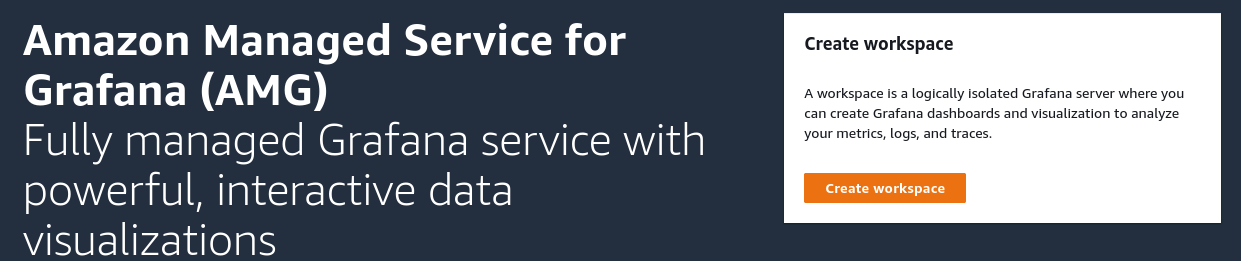 Amazon Managed Service for
Grafana (AMG)
Fully managed Grafana service with
powerful, interactive data
visualizations
Create workspace
A workspace is a logically isolated Grafana server where you
can create Grafana dashboards and visualization to analyze
your metrics, logs, and traces.
Create workspace